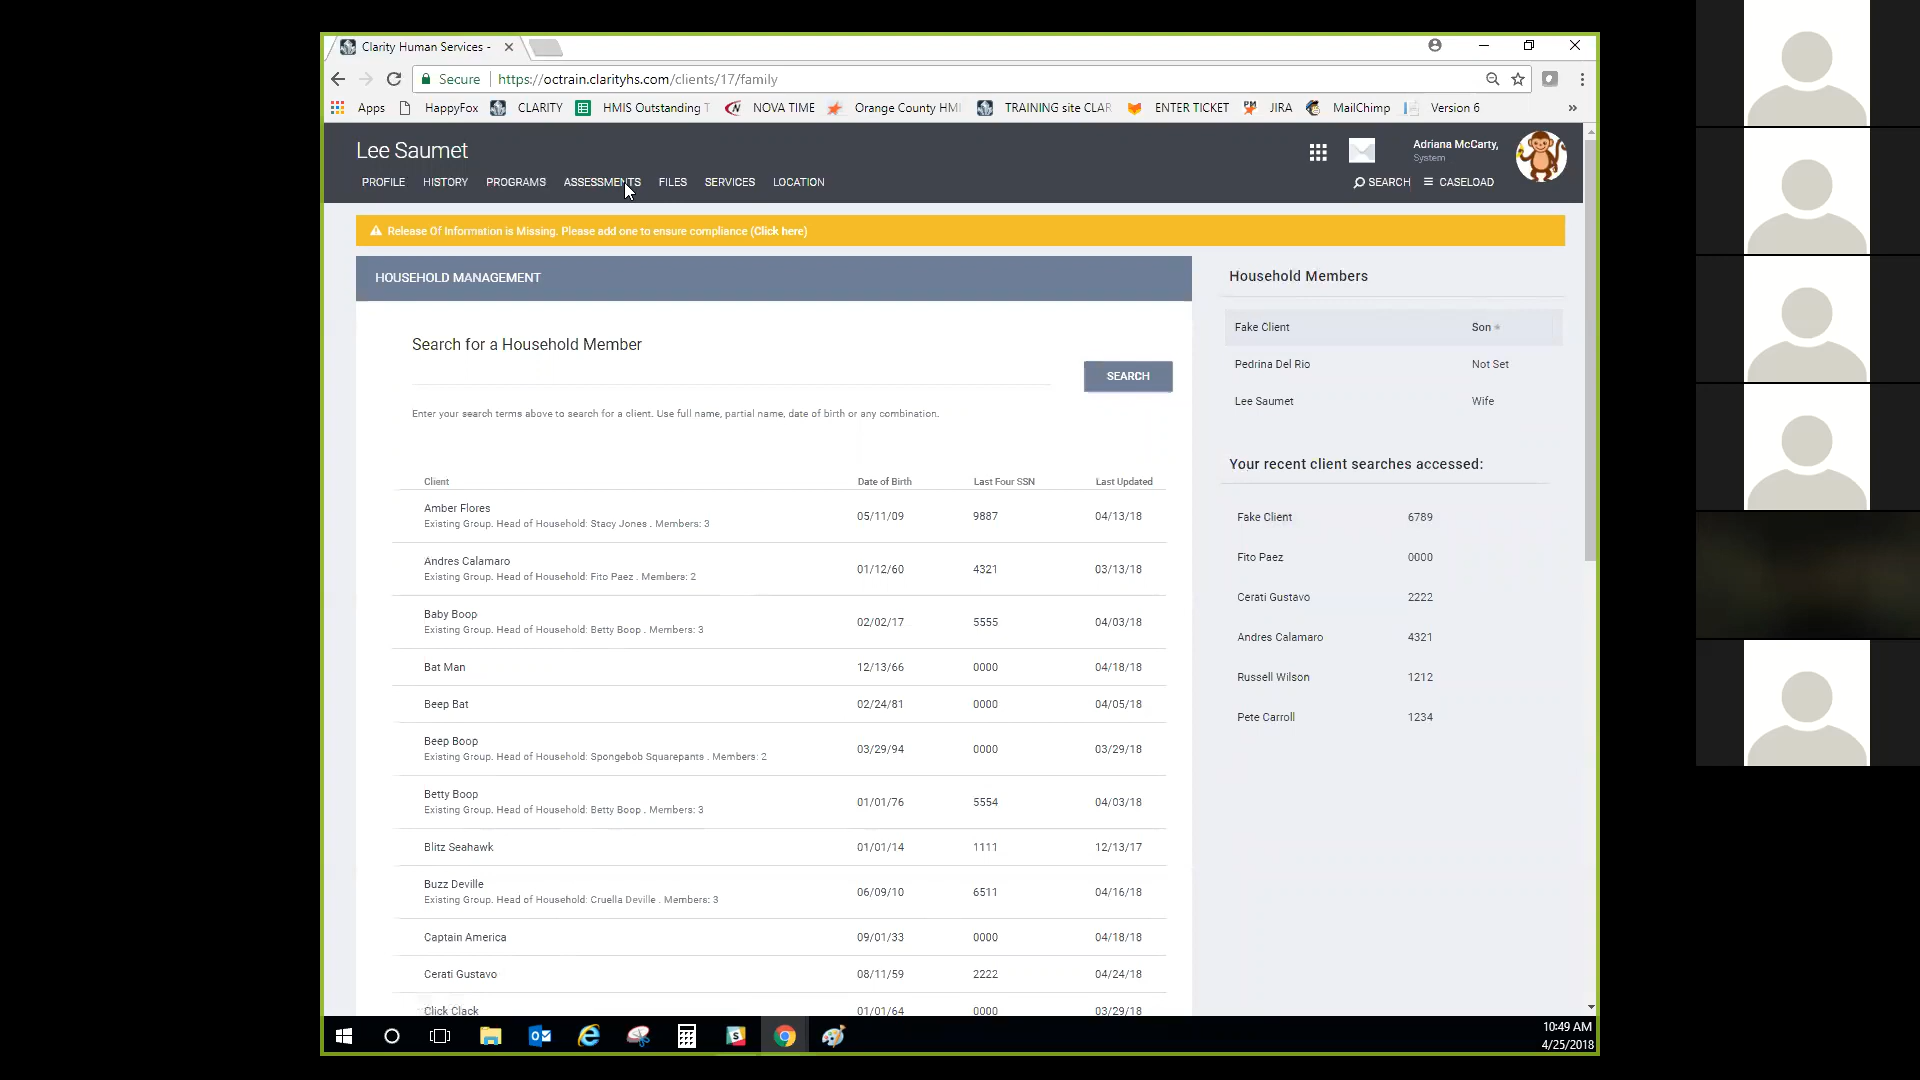 Clarity Human Services -
Secure https://octrain.clarityhs.com/clients/17/family
Apps HappyFox CLARITY HMIS Outstanding T NOVA TIME Orange County HMI TRAINING site CLAR ENTER TICKET JIRA MailChimp Version 6
Lee Saumet
Adriana McCarty,
System
PROFILE HISTORY PROGRAMS ASSESSMENTS FILES SERVICES LOCATION SEARCH CASELOAD
Release Of Information is Missing. Please add one to ensure compliance (Click here)
HOUSEHOLD MANAGEMENT
Search for a Household Member
SEARCH
Enter your search terms above to search for a client. Use full name, partial name, date of birth or any combination.
Client Date of Birth Last Four SSN Last Updated
Amber Flores 05/11/09 9887 04/13/18
Existing Group. Head of Household: Stacy Jones . Members: 3
Andres Calamaro 01/12/60 4321 03/13/18
Existing Group. Head of Household: Fito Paez . Members: 2
Baby Boop 02/02/17 5555 04/03/18
Existing Group. Head of Household: Betty Boop . Members: 3
Bat Man 12/13/66 0000 04/18/18
Beep Bat 02/24/81 0000 04/05/18
Beep Boop 03/29/94 0000 03/29/18
Existing Group. Head of Household: Spongebob Squarepants . Members: 2
Betty Boop 01/01/76 5554 04/03/18
Existing Group. Head of Household: Betty Boop . Members: 3
Blitz Seahawk 01/01/14 1111 12/13/17
Buzz Deville 06/09/10 6511 04/16/18
Existing Group. Head of Household: Cruella Deville . Members: 3
Captain America 09/01/33 0000 04/18/18
Cerati Gustavo 08/11/59 2222 04/24/18
Click Clack 01/01/64 0000 03/29/18
Household Members
Fake Client Son
Pedrina Del Rio Not Set
Lee Saumet Wife
Your recent client searches accessed:
Fake Client 6789
Fito Paez 0000
Cerati Gustavo 2222
Andres Calamaro 4321
Russell Wilson 1212
Pete Carroll 1234
10:49 AM
4/25/2018